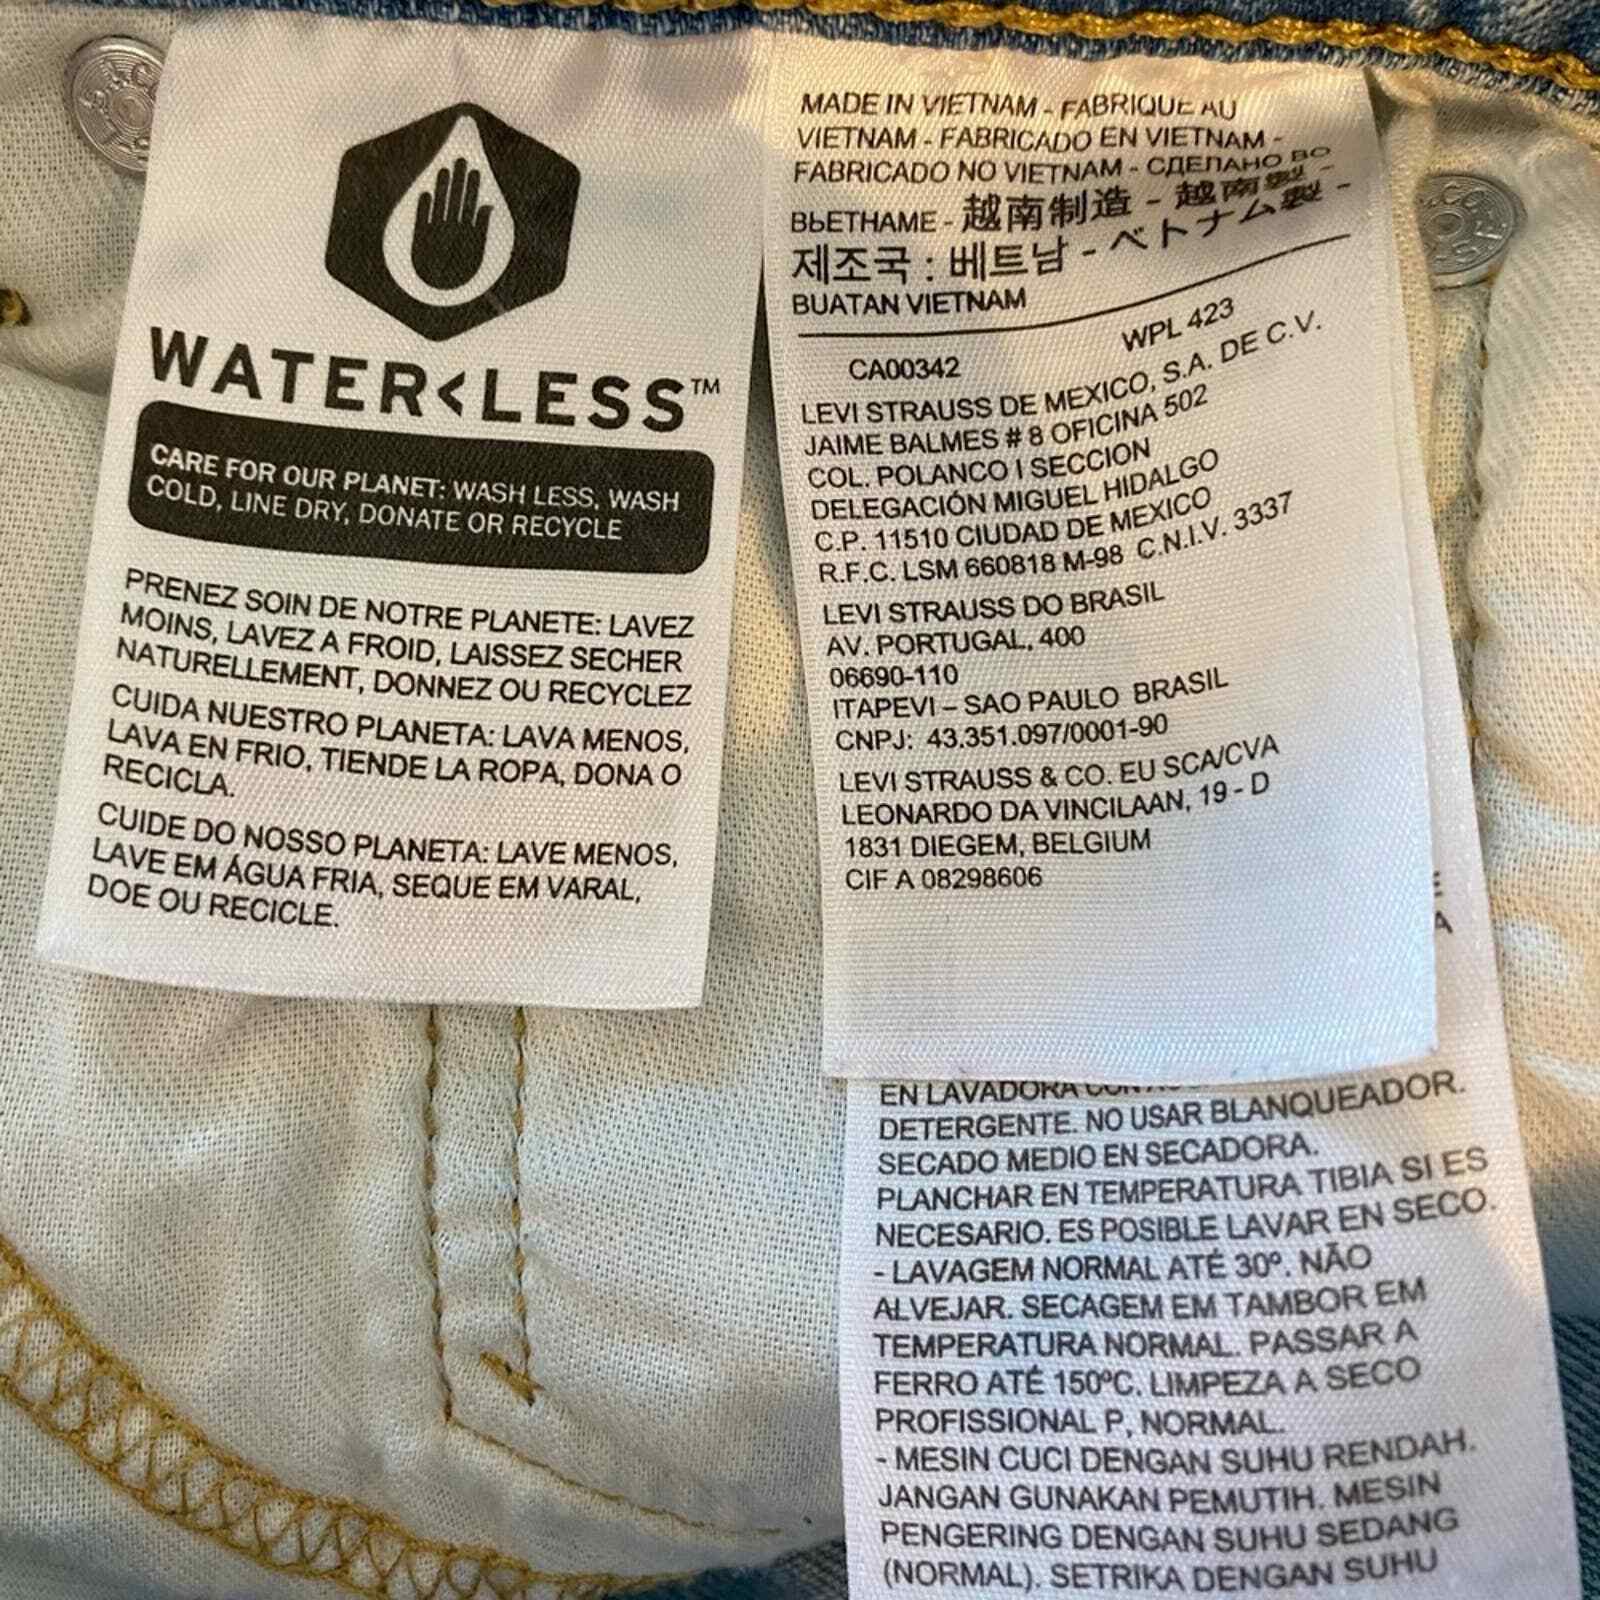 WATER<LESS™
CARE FOR OUR PLANET: WASH LESS, WASH
COLD, LINE DRY, DONATE OR RECYCLE
PRENEZ SOIN DE NOTRE PLANETE: LAVEZ
MOINS, LAVEZ A FROID, LAISSEZ SECHER
NATURELLEMENT, DONNEZ OU RECYCLEZ
CUIDA NUESTRO PLANETA: LAVA MENOS,
LAVA EN FRIO, TIENDE LA ROPA, DONA O
RECICLA.
CUIDE DO NOSSO PLANETA: LAVE MENOS,
LAVE EM ÁGUA FRIA, SEQUE EM VARAL,
DOE OU RECICLE.
MADE IN VIETNAM - FABRIQUE AU
VIETNAM - FABRICADO EN VIETNAM -
FABRICADO NO VIETNAM - СДЕПАНО ВО
ВЬЕТНАМЕ - 越南制造 - 越南製 -
제조국 : 베트남 - ベトナム製 -
BUATAN VIETNAM
CA00342 WPL 423
LEVI STRAUSS DE MEXICO, S.A. DE C.V.
JAIME BALMES # 8 OFICINA 502
COL. POLANCO I SECCION
DELEGACIÓN MIGUEL HIDALGO
C.P. 11510 CIUDAD DE MEXICO
R.F.C. LSM 660818 M-98 C.N.I.V. 3337
LEVI STRAUSS DO BRASIL
AV. PORTUGAL, 400
06690-110
ITAPEVI – SAO PAULO BRASIL
CNPJ: 43.351.097/0001-90
LEVI STRAUSS & CO. EU SCA/CVA
LEONARDO DA VINCILAAN, 19 - D
1831 DIEGEM, BELGIUM
CIF A 08298606
EN LAVADORA
DETERGENTE. NO USAR BLANQUEADOR.
SECADO MEDIO EN SECADORA.
PLANCHAR EN TEMPERATURA TIBIA SI ES
NECESARIO. ES POSIBLE LAVAR EN SECO.
- LAVAGEM NORMAL ATÉ 30º. NÃO
ALVEJAR. SECAGEM EM TAMBOR EM
TEMPERATURA NORMAL. PASSAR A
FERRO ATÉ 150ºC. LIMPEZA A SECO
PROFISSIONAL P, NORMAL.
- MESIN CUCI DENGAN SUHU RENDAH.
JANGAN GUNAKAN PEMUTIH. MESIN
PENGERING DENGAN SUHU SEDANG
(NORMAL). SETRIKA DENGAN SUHU